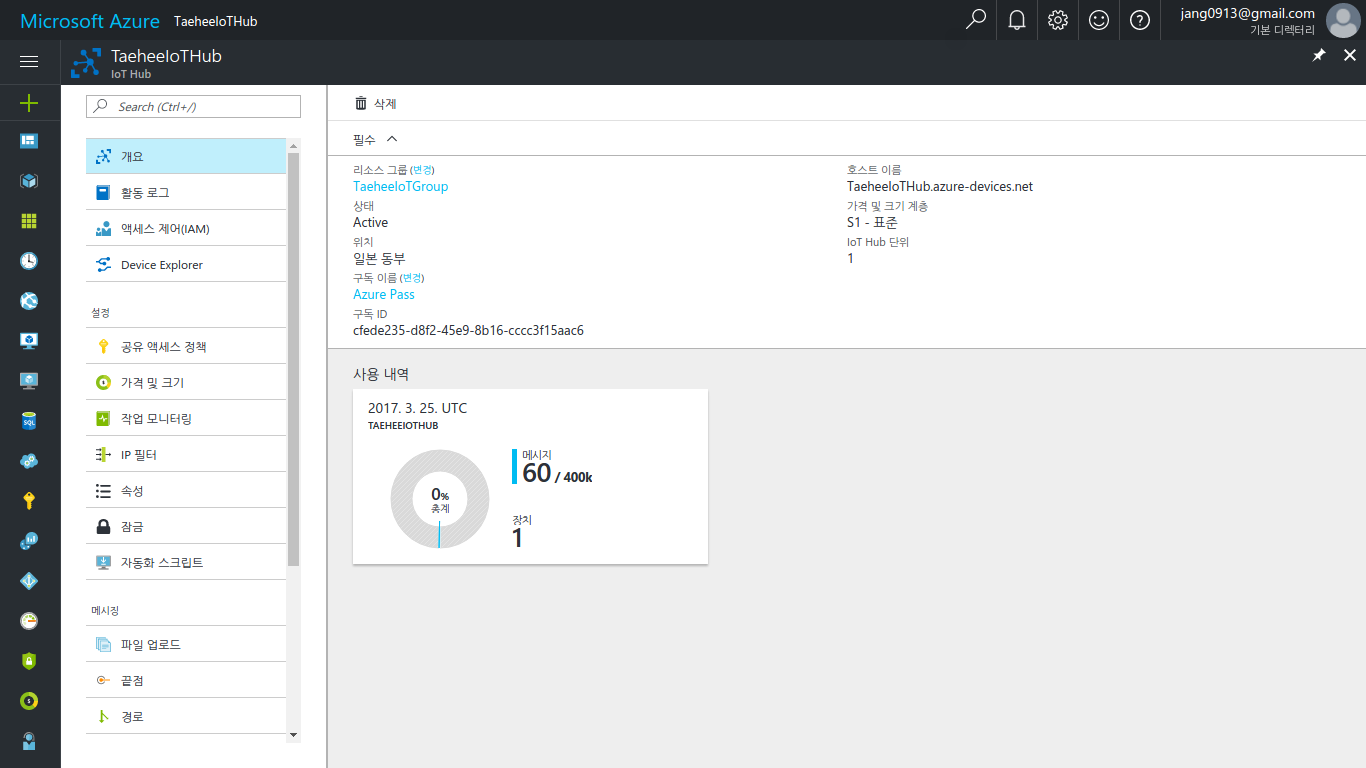 Microsoft Azure TaeheeIoTHub
jang0913@gmail.com
기본 디렉터리
TaeheeIoTHub
IoT Hub
Search (Ctrl+/)
개요
활동 로그
액세스 제어(IAM)
Device Explorer
설정
공유 액세스 정책
가격 및 크기
작업 모니터링
IP 필터
속성
잠금
자동화 스크립트
메시징
파일 업로드
끝점
경로
삭제
필수
리소스 그룹 (변경)
TaeheeIoTGroup
상태
Active
위치
일본 동부
구독 이름 (변경)
Azure Pass
구독 ID
cfede235-d8f2-45e9-8b16-cccc3f15aac6
호스트 이름
TaeheeIoTHub.azure-devices.net
가격 및 크기 계층
S1 - 표준
IoT Hub 단위
1
사용 내역
2017. 3. 25. UTC
TAEHEEIOTHUB
0%
총계
메시지
60 / 400k
장치
1